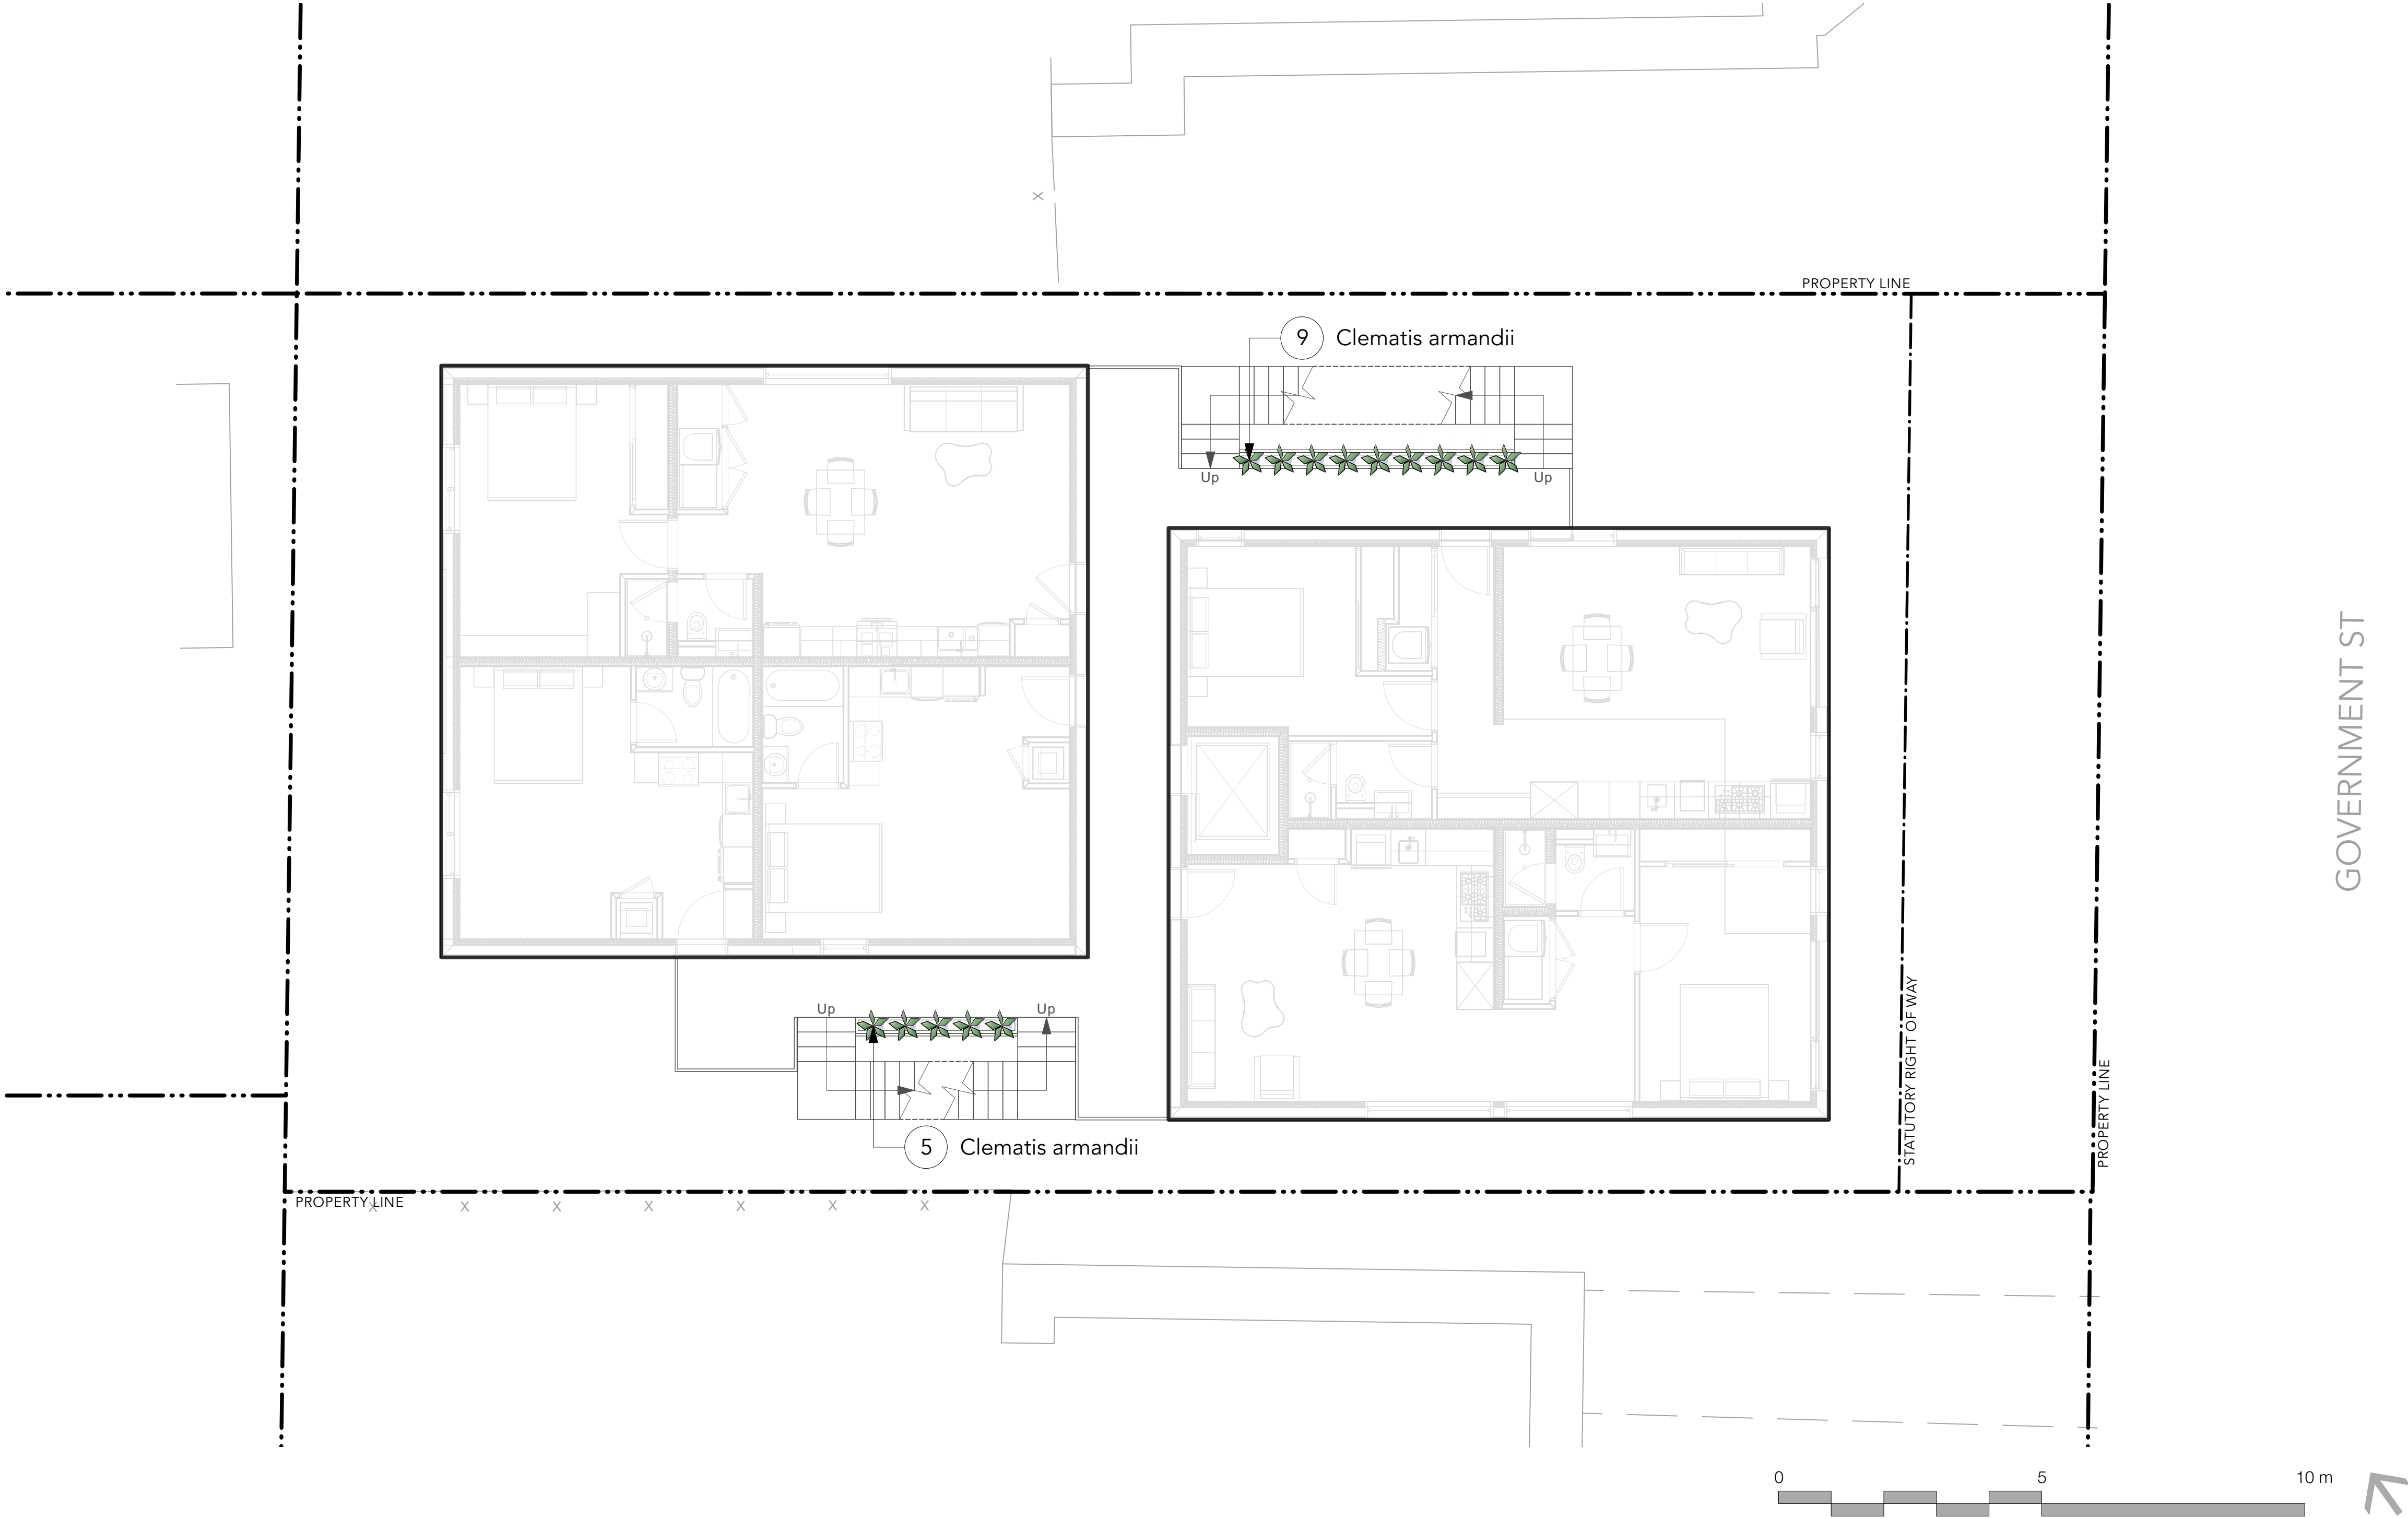 PROPERTY LINE
9 Clematis armandii
Up
Up
GOVERNMENT ST
STATUTORY RIGHT OF WAY
PROPERTY LINE
Up
Up
5 Clematis armandii
PROPERTY LINE
0 5 10 m